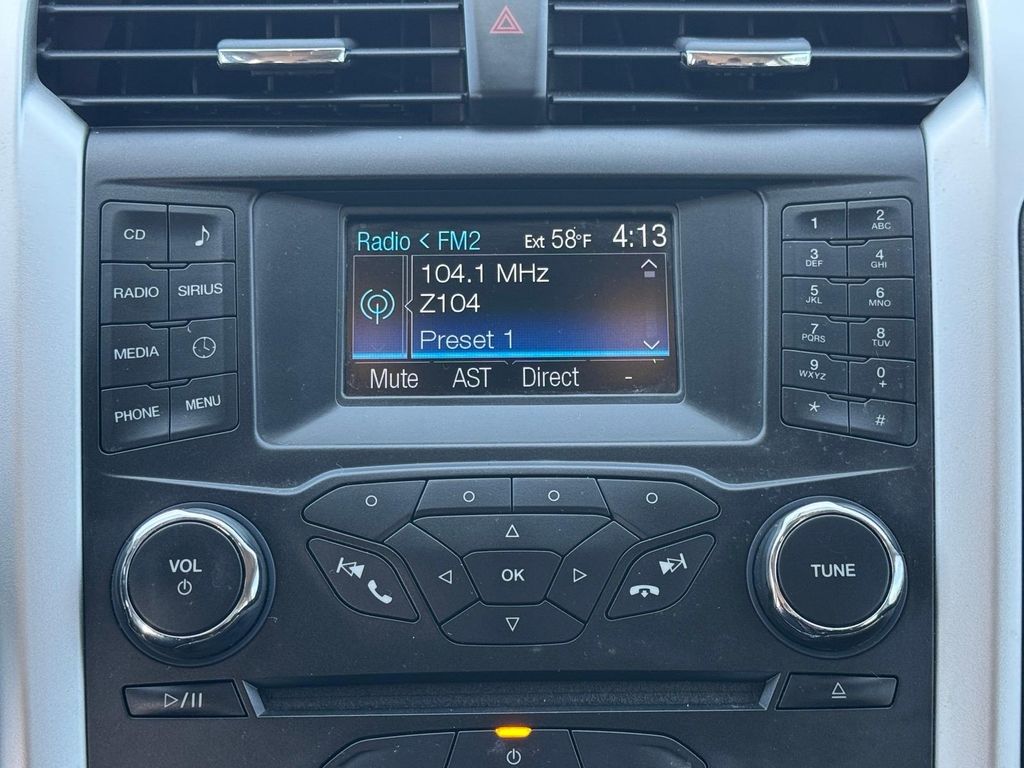 Radio < FM2 Ext 58°F 4:13
104.1 MHz
Z104
Preset 1
Mute AST Direct -
CD
RADIO SIRIUS
MEDIA
PHONE MENU
1 2 ABC
3 DEF 4 GHI
5 JKL 6 MNO
7 PQRS 8 TUV
9 WXYZ 0 +
* #
VOL
OK
TUNE